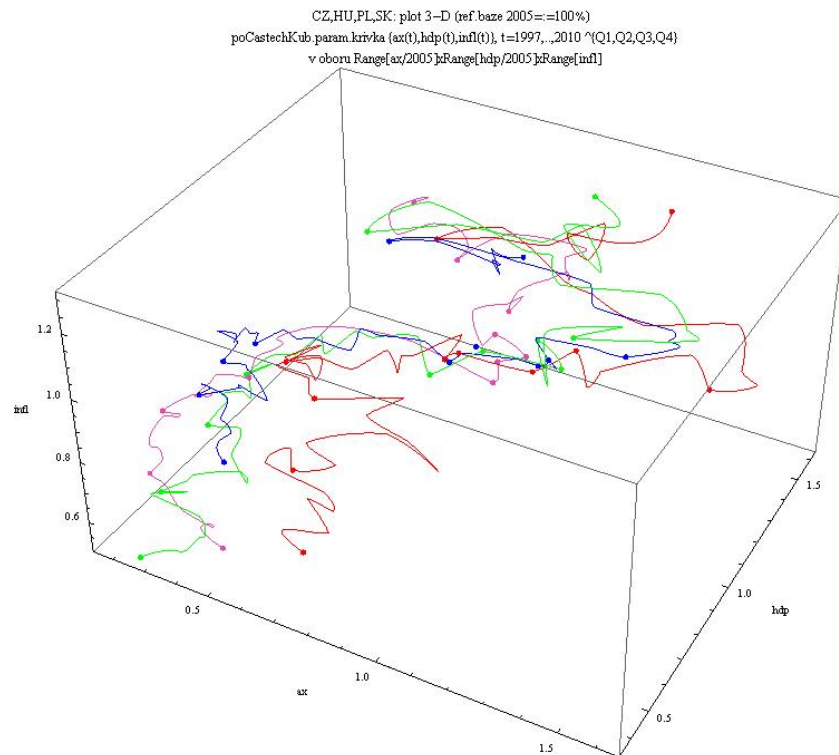 CZ,HU,PL,SK: plot 3-D (ref.baze 2005=:=100%)
poCastechKub.param.krivka {ax(t),hdp(t),infl(t)}, t=1997,..,2010 ^{Q1,Q2,Q3,Q4}
v oboru Range[ax/2005]xRange[hdp/2005]xRange[infl]
1.2
infl
1.0
0.8
0.6
0.5
ax
1.0
1.5
1.5
1.0
hdp
0.5